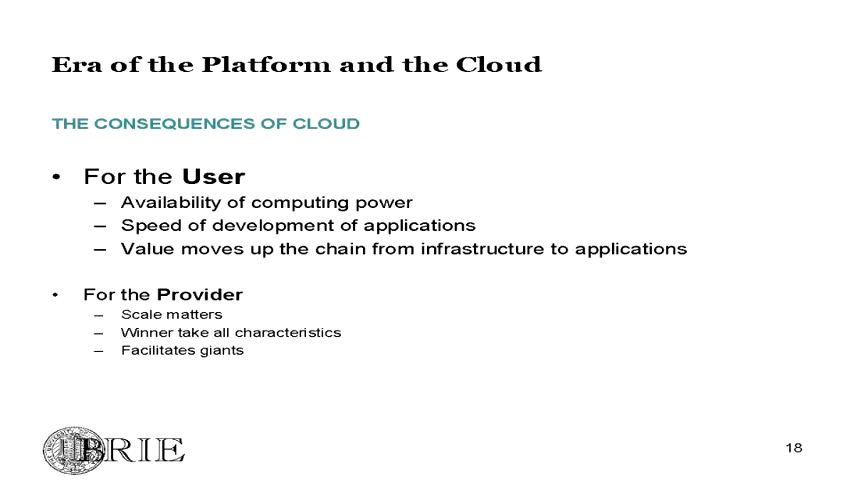 Era of the Platform and the Cloud
THE CONSEQUENCES OF CLOUD
• For the User
– Availability of computing power
– Speed of development of applications
– Value moves up the chain from infrastructure to applications
• For the Provider
– Scale matters
– Winner take all characteristics
– Facilitates giants
BRIE
18